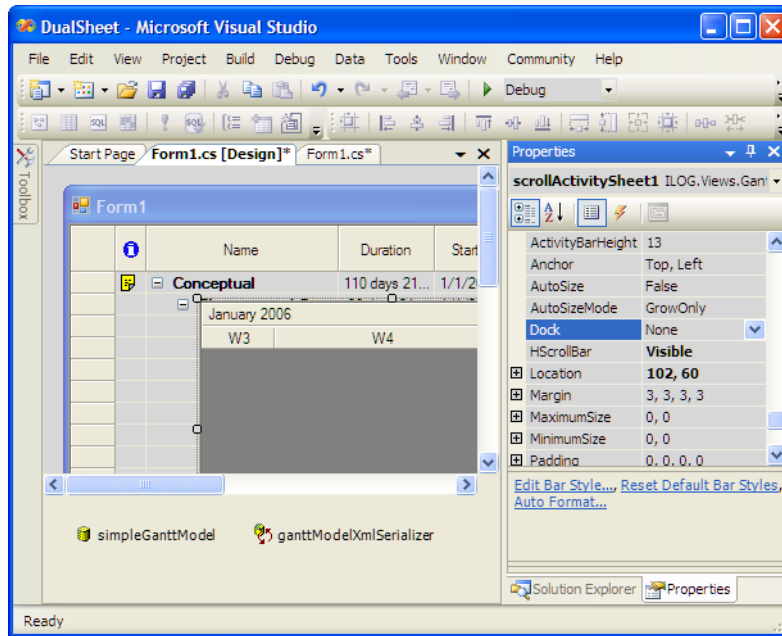 DualSheet - Microsoft Visual Studio
File Edit View Project Build Debug Data Tools Window Community Help
Debug
Start Page Form1.cs [Design]* Form1.cs*
Toolbox
Form1
Name Duration Start
Conceptual 110 days 21... 1/1/2
January 2006
W3 W4
simpleGanttModel ganttModelXmlSerializer
Properties
scrollActivitySheet1 ILOG.Views.Gan
ActivityBarHeight 13
Anchor Top, Left
AutoSize False
AutoSizeMode GrowOnly
Dock None
HScrollBar Visible
Location 102, 60
Margin 3, 3, 3, 3
MaximumSize 0, 0
MinimumSize 0, 0
Padding 0, 0, 0, 0
Edit Bar Style..., Reset Default Bar Styles,
Auto Format...
Solution Explorer Properties
Ready